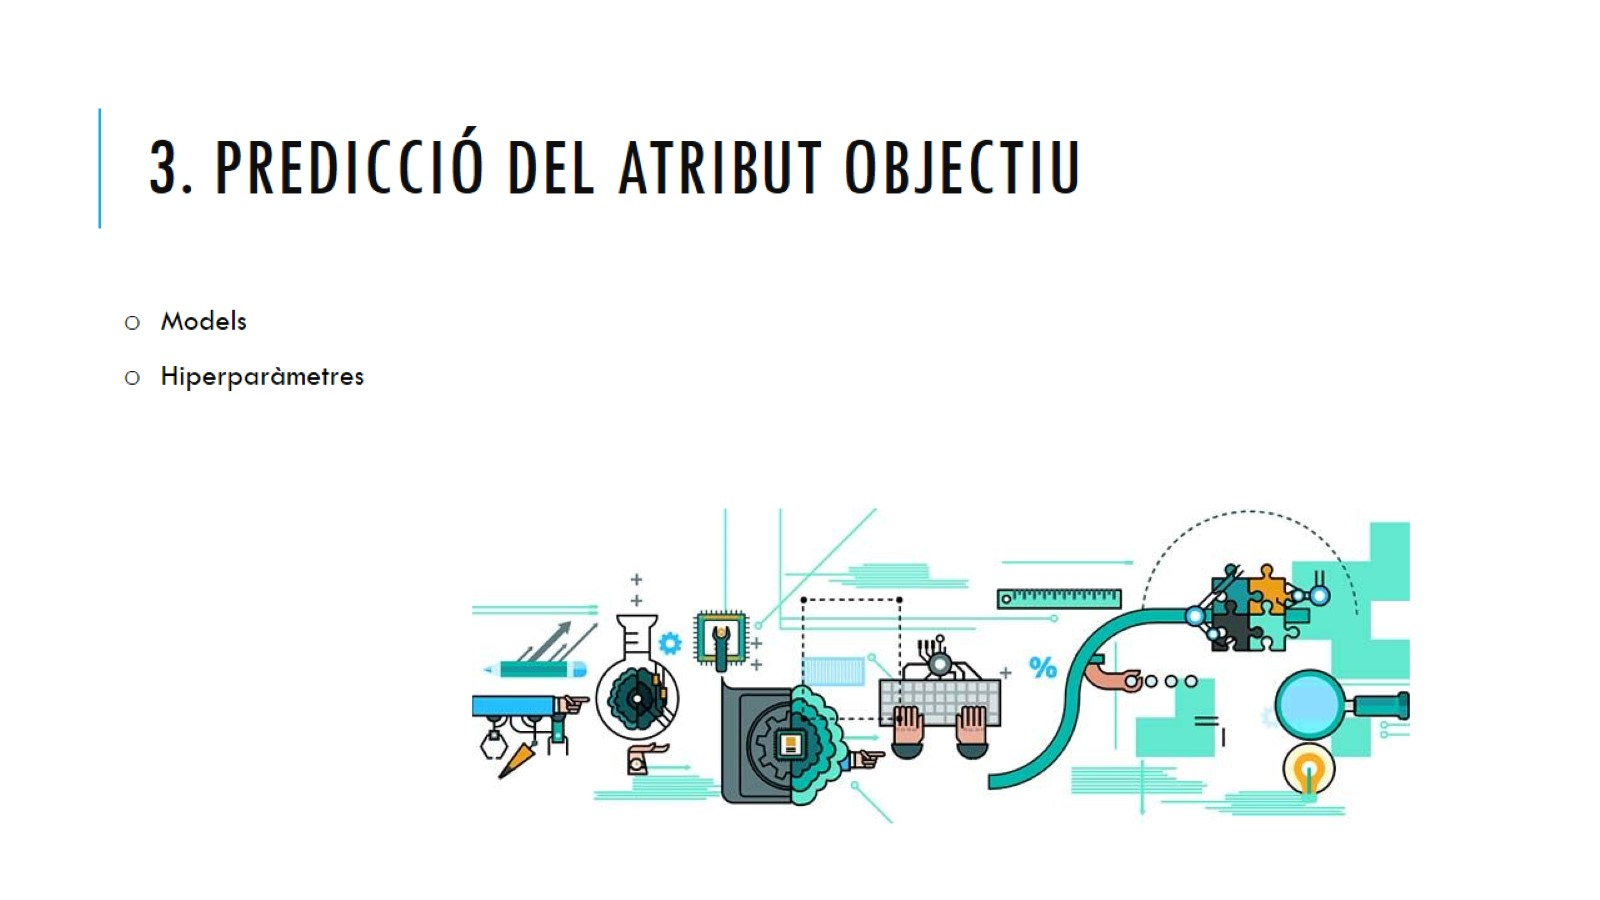 3. PREDICCIÓ DEL ATRIBUT OBJECTIU
o Models
o Hiperparàmetres
%